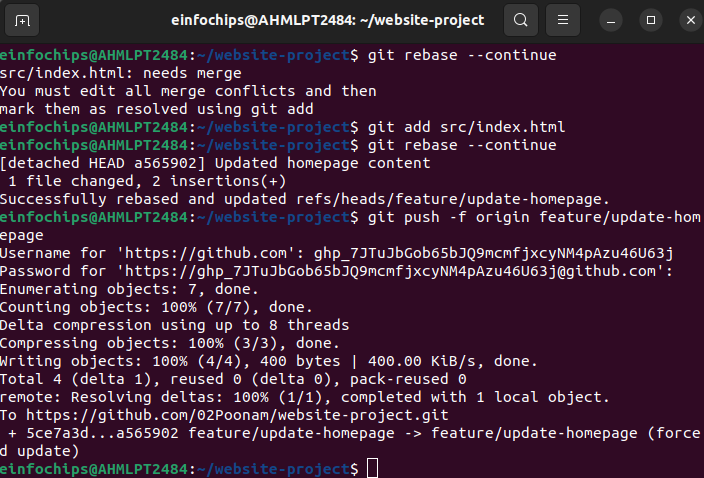 einfochips@AHMLPT2484: ~/website-project
einfochips@AHMLPT2484:~/website-project$ git rebase --continue
src/index.html: needs merge
You must edit all merge conflicts and then
mark them as resolved using git add
einfochips@AHMLPT2484:~/website-project$ git add src/index.html
einfochips@AHMLPT2484:~/website-project$ git rebase --continue
[detached HEAD a565902] Updated homepage content
 1 file changed, 2 insertions(+)
Successfully rebased and updated refs/heads/feature/update-homepage.
einfochips@AHMLPT2484:~/website-project$ git push -f origin feature/update-hom
epage
Username for 'https://github.com': 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
Password for 'https://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@github.com':
Enumerating objects: 7, done.
Counting objects: 100% (7/7), done.
Delta compression using up to 8 threads
Compressing objects: 100% (3/3), done.
Writing objects: 100% (4/4), 400 bytes | 400.00 KiB/s, done.
Total 4 (delta 1), reused 0 (delta 0), pack-reused 0
remote: Resolving deltas: 100% (1/1), completed with 1 local object.
To https://github.com/02Poonam/website-project.git
 + 5ce7a3d...a565902 feature/update-homepage -> feature/update-homepage (force
d update)
einfochips@AHMLPT2484:~/website-project$